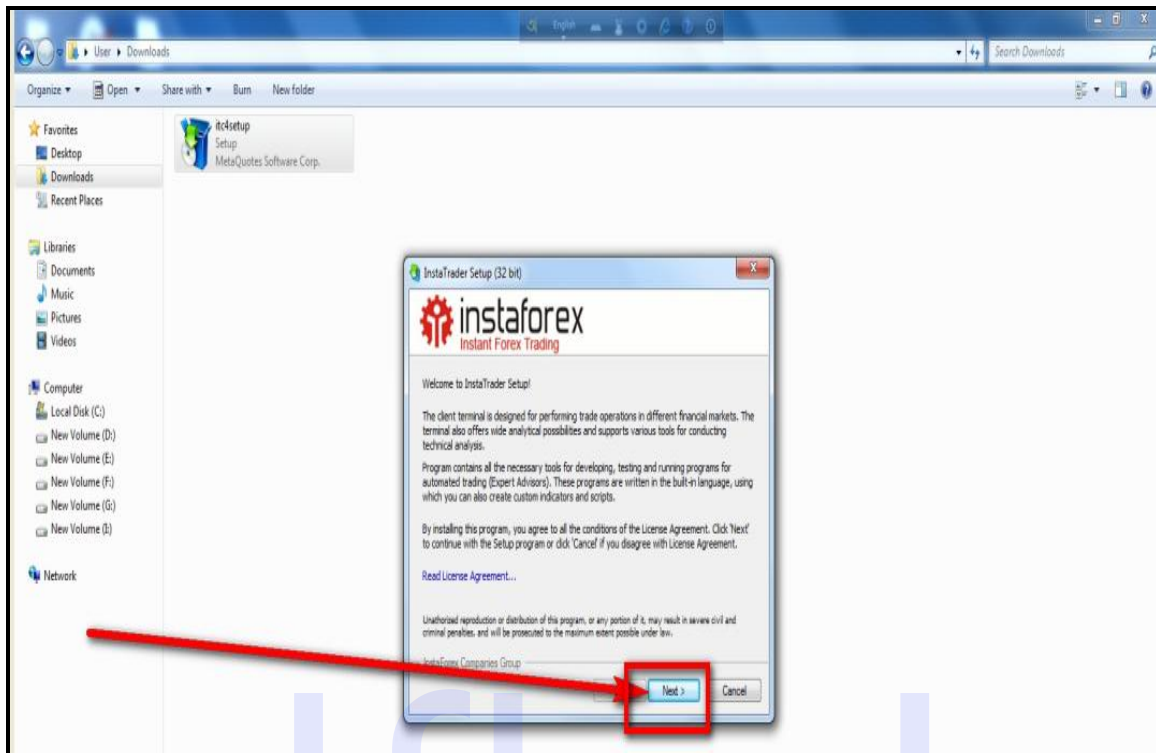 English
User ▸ Downloads
Search Downloads
Organize ▾ Open ▾ Share with ▾ Burn New folder
Favorites
Desktop
Downloads
Recent Places
Libraries
Documents
Music
Pictures
Videos
Computer
Local Disk (C:)
New Volume (D:)
New Volume (E:)
New Volume (F:)
New Volume (G:)
New Volume (I:)
Network
itc4setup
Setup
MetaQuotes Software Corp.
InstaTrader Setup (32 bit)
instaforex
Instant Forex Trading
Welcome to InstaTrader Setup!
The client terminal is designed for performing trade operations in different financial markets. The
terminal also offers wide analytical possibilities and supports various tools for conducting
technical analysis.
Program contains all the necessary tools for developing, testing and running programs for
automated trading (Expert Advisors). These programs are written in the built-in language, using
which you can also create custom indicators and scripts.
By installing this program, you agree to all the conditions of the License Agreement. Click 'Next'
to continue with the Setup program or click 'Cancel' if you disagree with License Agreement.
Read License Agreement...
Unathorized reproduction or distribution of this program, or any portion of it, may result in severe civil and
criminal penalties, and will be prosecuted to the maximum extent possible under law.
InstaForex Companies Group
Next > Cancel